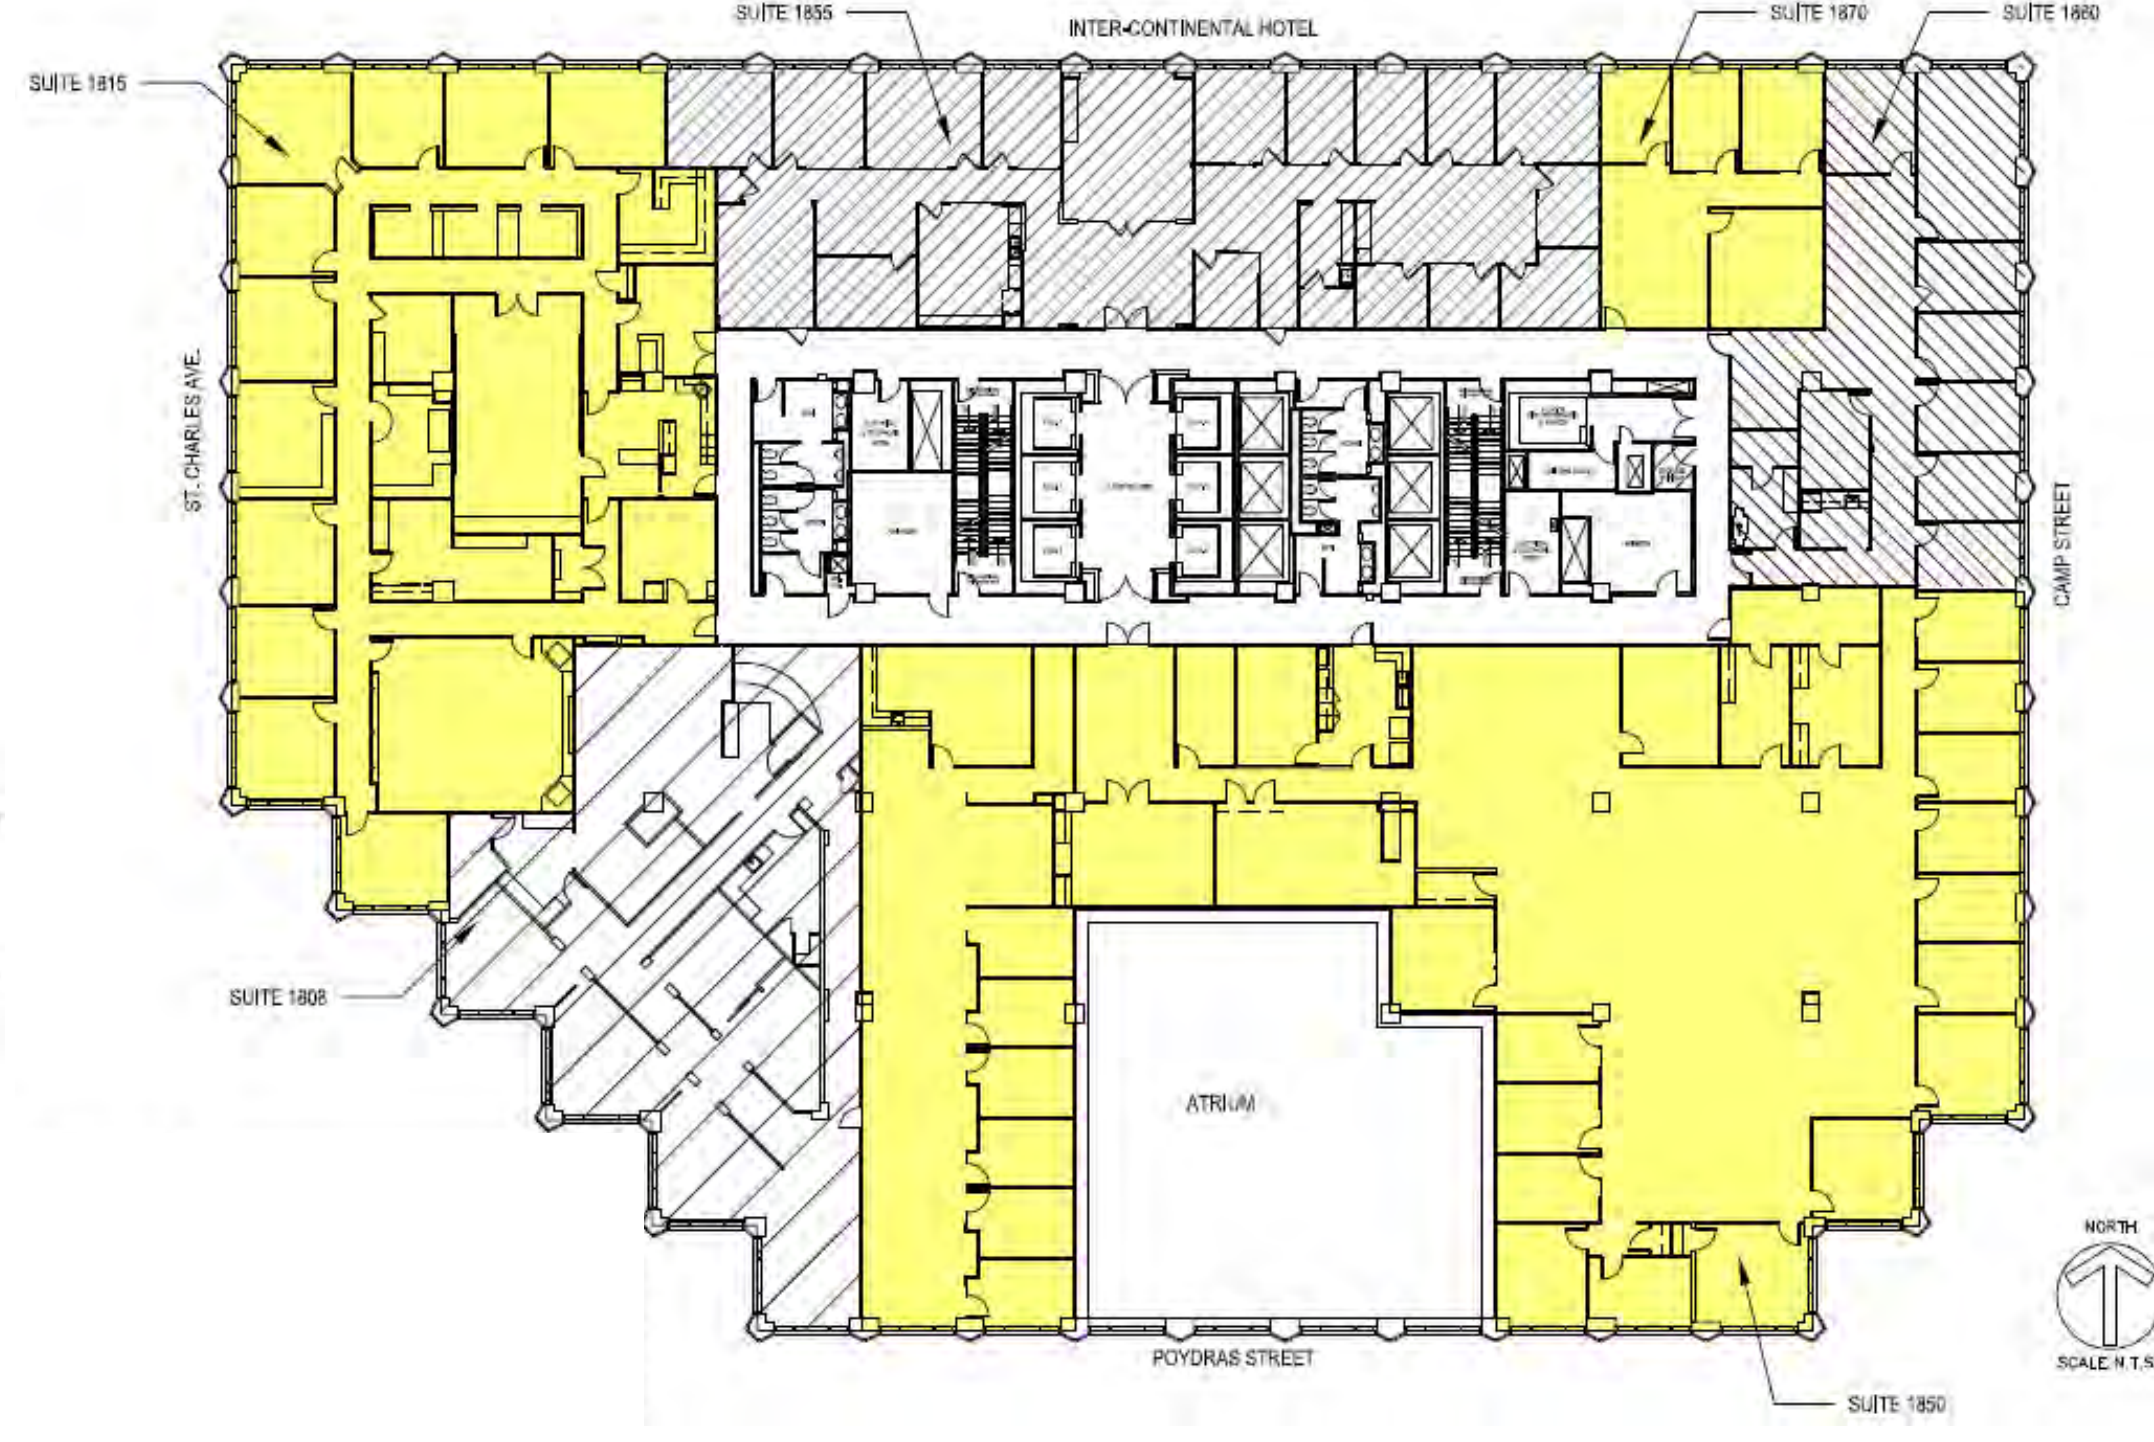 SUITE 1855
INTER-CONTINENTAL HOTEL
SUITE 1870
SUITE 1860
SUITE 1815
ST. CHARLES AVE.
CAMP STREET
SUITE 1808
ATRIUM
NORTH
POYDRAS STREET
SCALE N.T.S
SUITE 1850